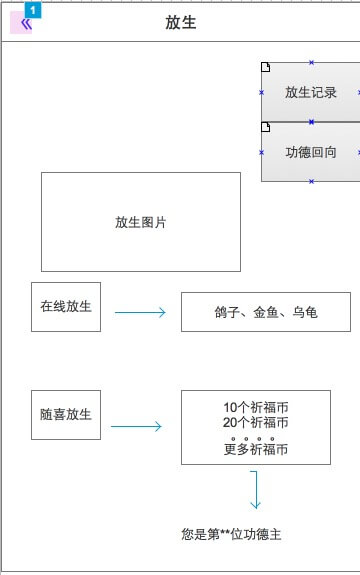 1
«
放生
放生记录
功德回向
放生图片
在线放生
鸽子、金鱼、乌龟
随喜放生
10个祈福币
20个祈福币
。。。。
更多祈福币
您是第**位功德主